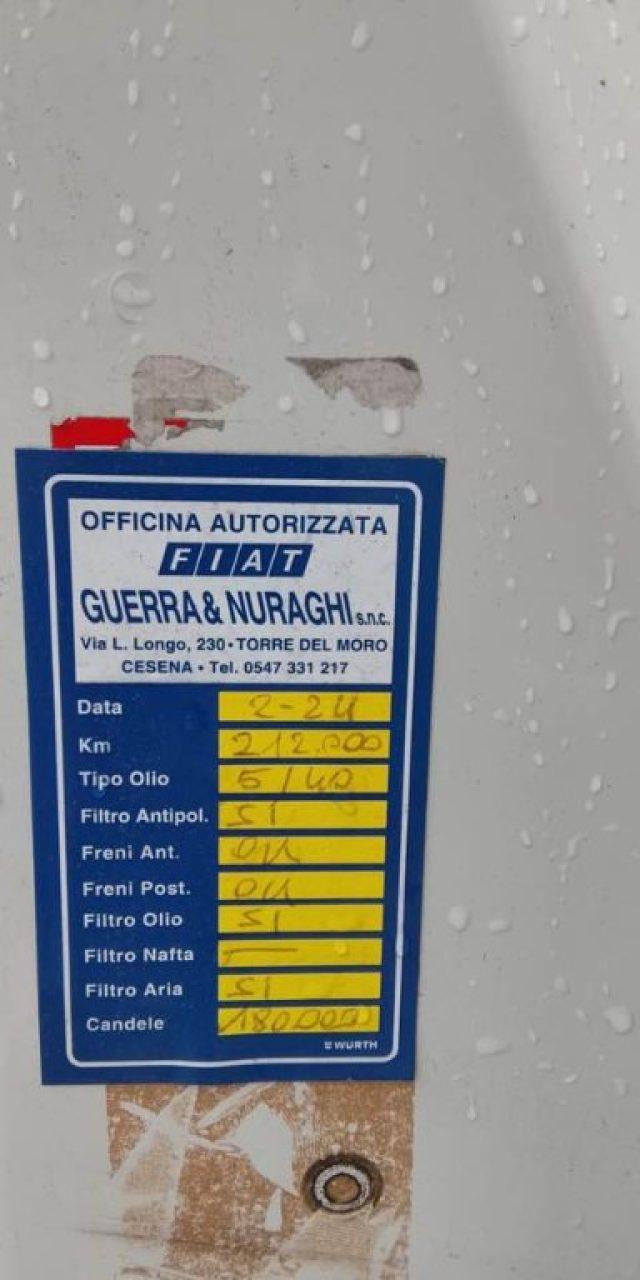 OFFICINA AUTORIZZATA
FIAT
GUERRA & NURAGHI s.n.c.
Via L. Longo, 230 • TORRE DEL MORO
CESENA • Tel. 0547 331 217
Data 2-24
Km 212.000
Tipo Olio 5/40
Filtro Antipol. SI
Freni Ant. OK
Freni Post. OK
Filtro Olio SI
Filtro Nafta —
Filtro Aria SI
Candele 180000
WÜRTH